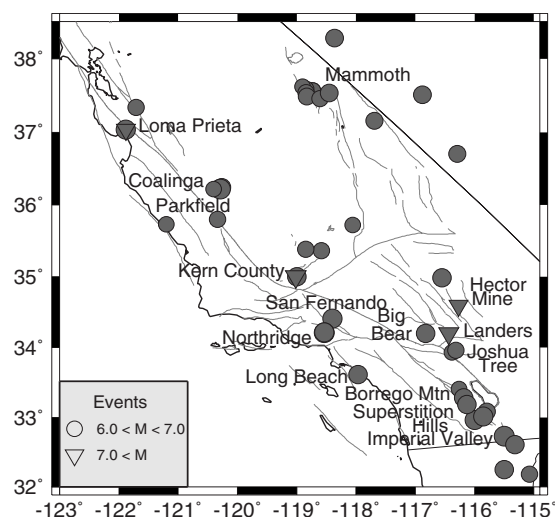 38°
37°
36°
35°
34°
33°
32°
Mammoth
Loma Prieta
Coalinga
Parkfield
Kern County
Hector
Mine
San Fernando
Big
Bear
Landers
Northridge
Joshua
Tree
Long Beach
Borrego Mtn
Superstition
Hills
Imperial Valley
Events
6.0 < M < 7.0
7.0 < M
-123° -122° -121° -120° -119° -118° -117° -116° -115°